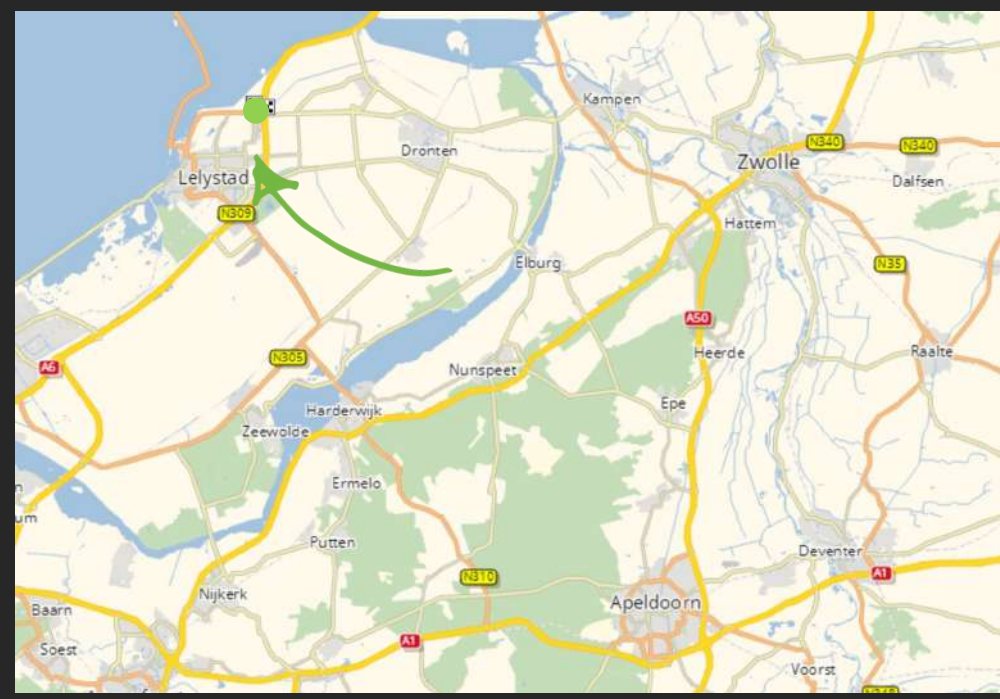 Kampen
N340
N340
Dronten
Zwolle
Lelystad
Dalfsen
N309
Hattem
Elburg
N35
A50
Heerde
Raalte
N305
A6
Nunspeet
Epe
Harderwijk
Zeewolde
Ermelo
Putten
Deventer
A1
N310
Nijkerk
Apeldoorn
Baarn
A1
Soest
Voorst